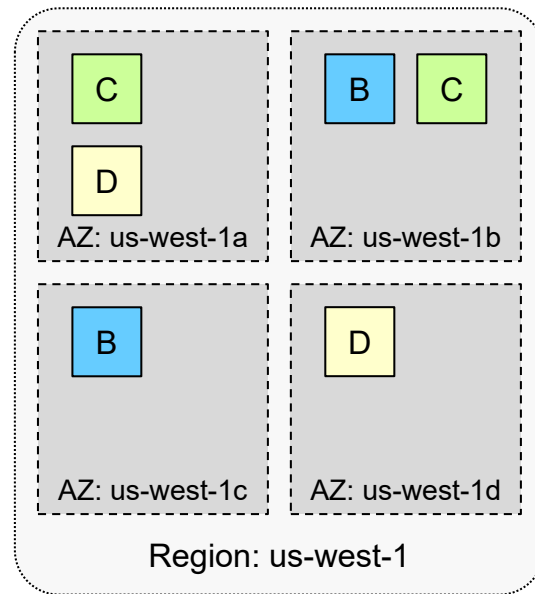 C
D
AZ: us-west-1a
B C
AZ: us-west-1b
B
AZ: us-west-1c
D
AZ: us-west-1d
Region: us-west-1